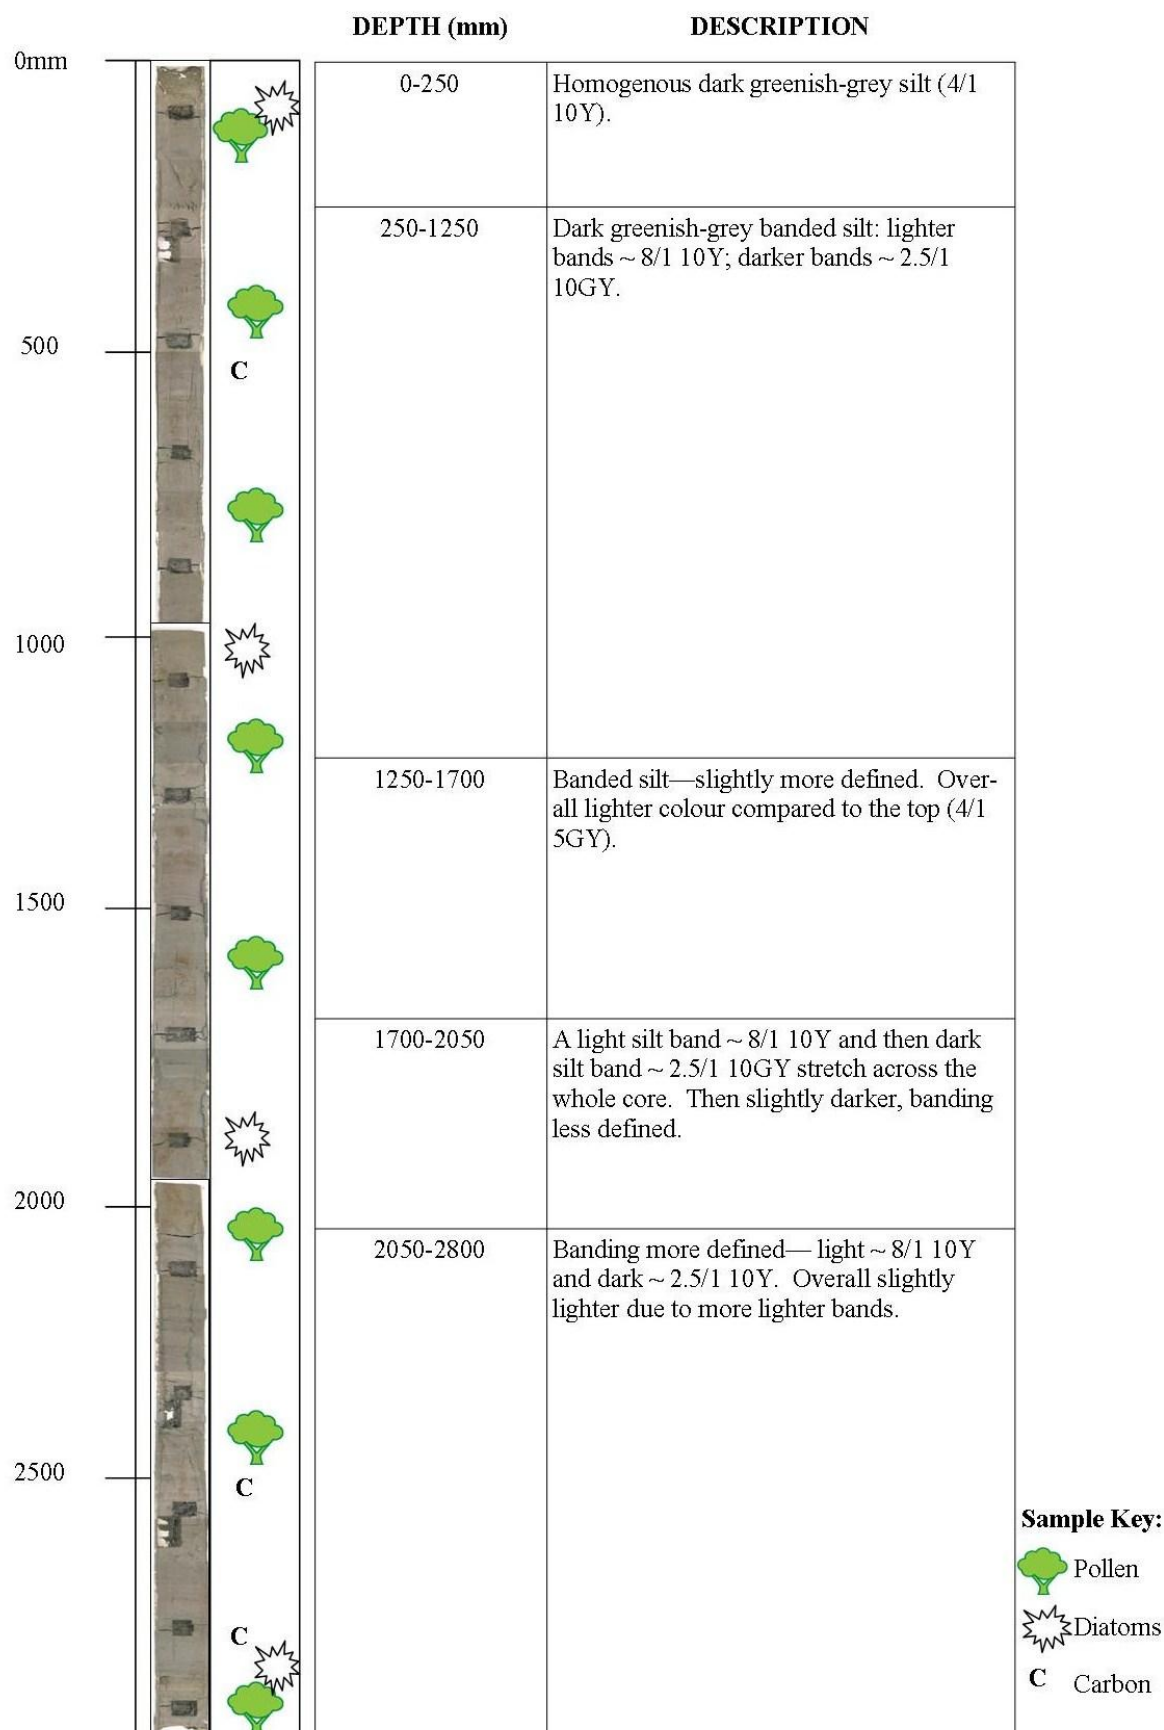 DEPTH (mm) DESCRIPTION
0mm
0-250
Homogenous dark greenish-grey silt (4/1
10Y).
250-1250
Dark greenish-grey banded silt: lighter
bands ~ 8/1 10Y; darker bands ~ 2.5/1
10GY.
500
C
1000
1250-1700
Banded silt—slightly more defined. Over-
all lighter colour compared to the top (4/1
5GY).
1500
1700-2050
A light silt band ~ 8/1 10Y and then dark
silt band ~ 2.5/1 10GY stretch across the
whole core. Then slightly darker, banding
less defined.
2000
2050-2800
Banding more defined— light ~ 8/1 10Y
and dark ~ 2.5/1 10Y. Overall slightly
lighter due to more lighter bands.
2500
C
C
Sample Key:
Pollen
Diatoms
C Carbon